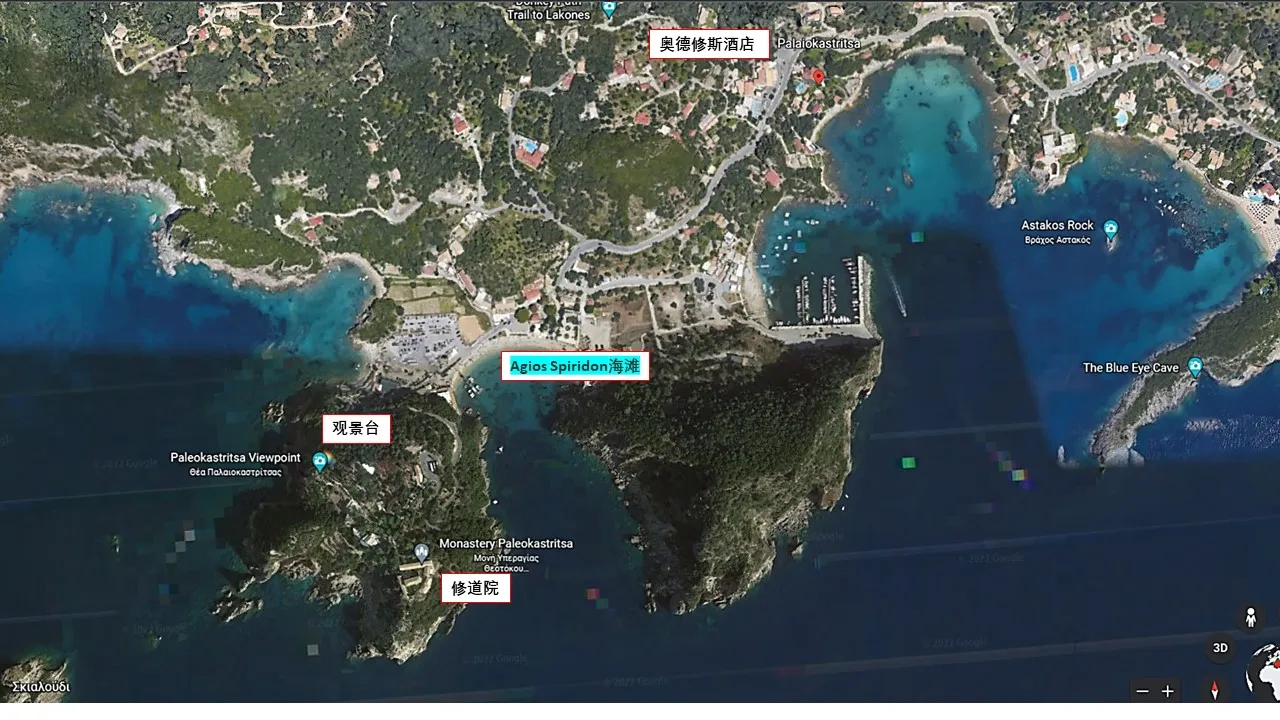 Trail to Lakones
奥德修斯酒店
Palaiokastritsa
Astakos Rock
Βράχος Αστακός
Agios Spiridon海滩
The Blue Eye Cave
观景台
Paleokastritsa Viewpoint
Θέα Παλαιοκαστρίτσας
Monastery Paleokastritsa
Μονή Υπεραγίας
Θεοτόκου...
修道院
© 2022 Google
3D
Σκιαλούδι